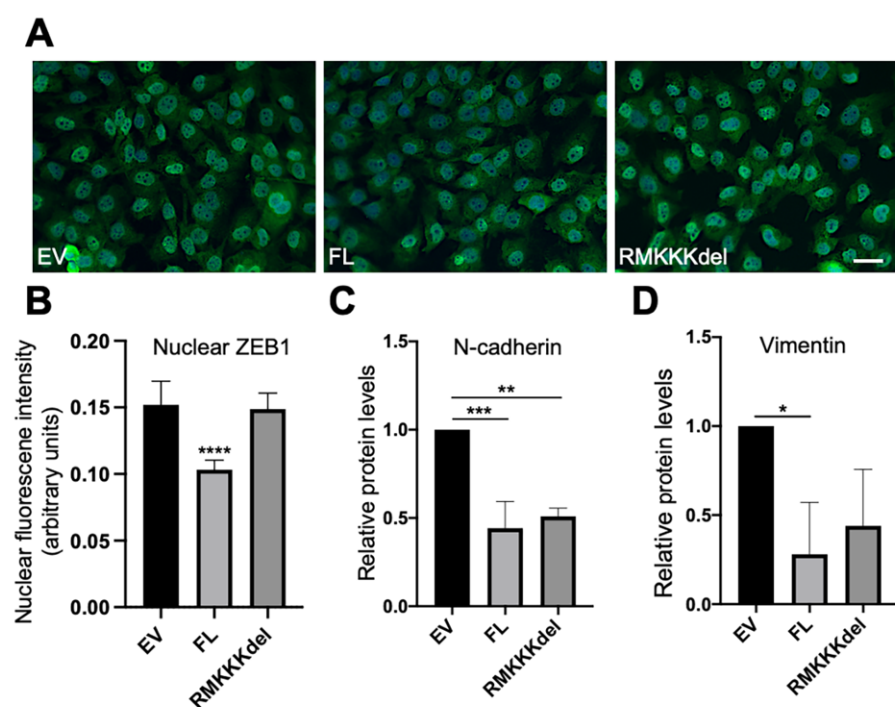 A
EV
FL
RMKKKdel
B
Nuclear ZEB1
Nuclear fluorescene intensity
(arbitrary units)
0.20
0.15
0.10
0.05
0.00
****
EV
FL
RMKKKdel
C
N-cadherin
Relative protein levels
1.5
1.0
0.5
0.0
**
***
EV
FL
RMKKKdel
D
Vimentin
Relative protein levels
1.5
1.0
0.5
0.0
*
EV
FL
RMKKKdel